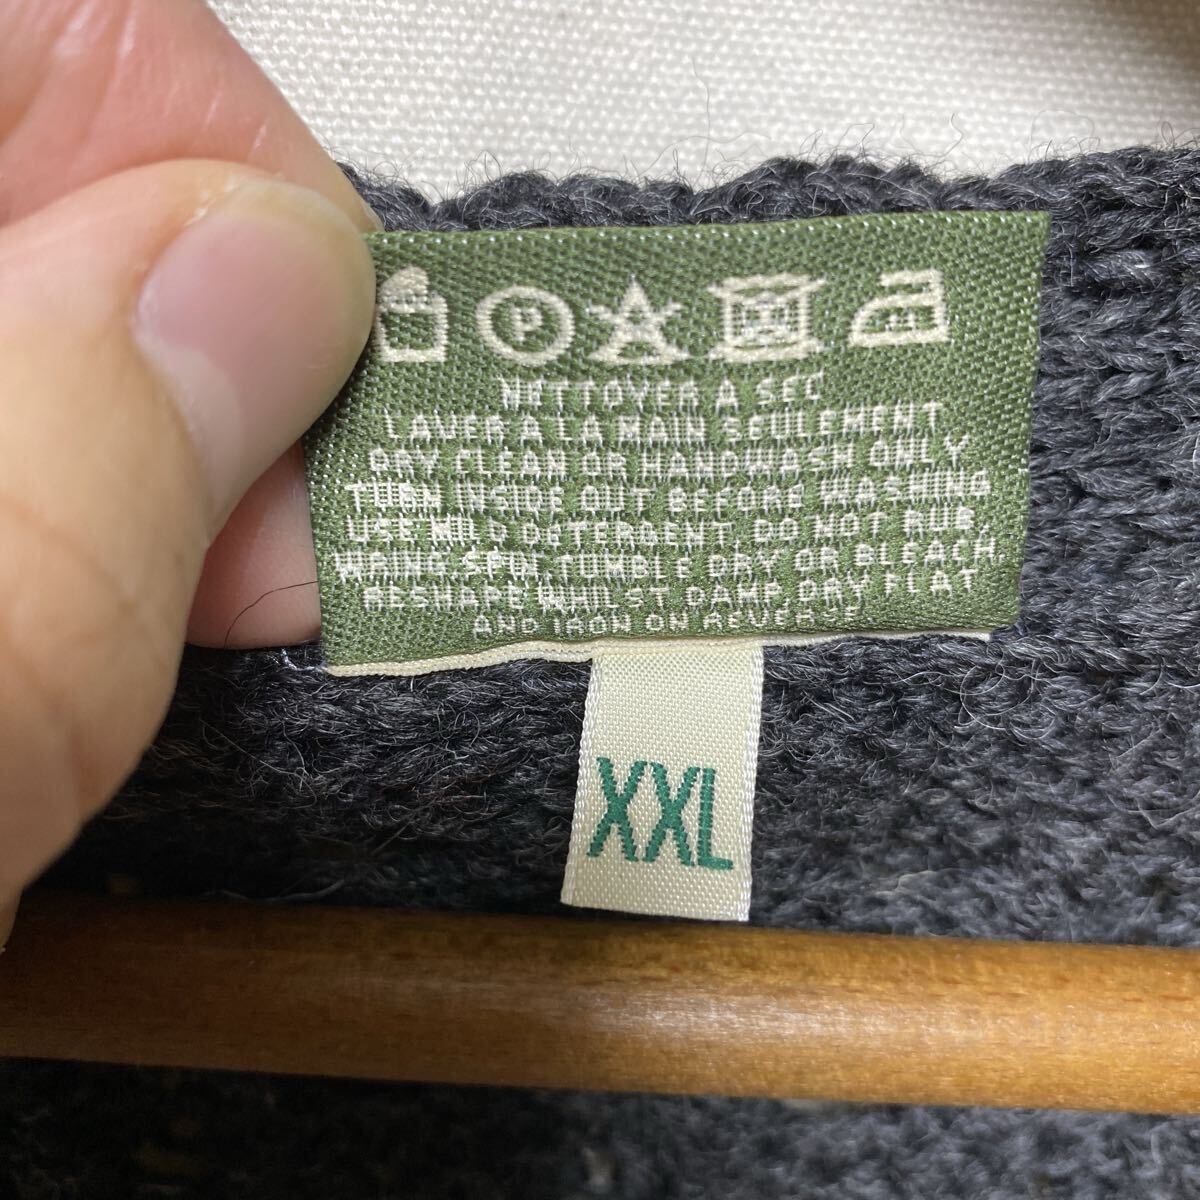 P
NETTOYER A SEC
LAVER A LA MAIN SEULEMENT
DRY CLEAN OR HANDWASH ONLY
TURN INSIDE OUT BEFORE WASHING
USE MILD DETERGENT, DO NOT RUB,
WRING, SPIN, TUMBLE DRY OR BLEACH,
RESHAPE WHILST DAMP, DRY FLAT
AND IRON ON REVERSE
XXL